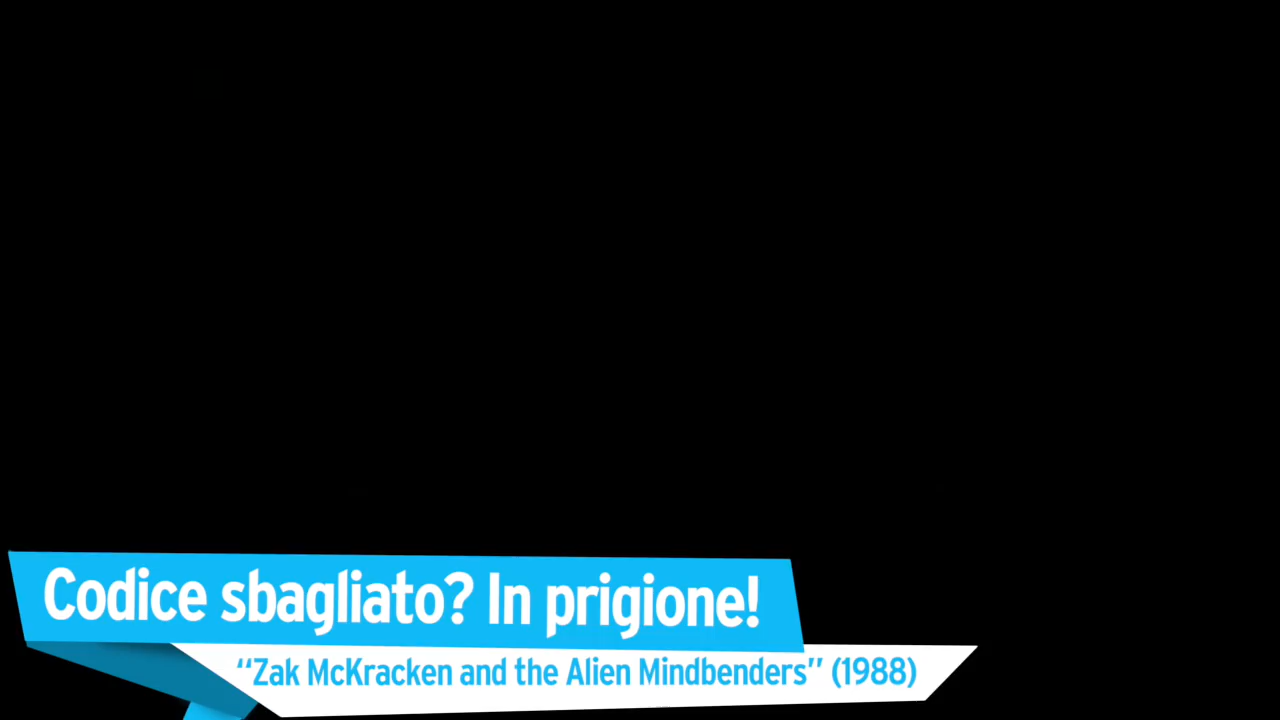 Codice sbagliato? In prigione!
“Zak McKracken and the Alien Mindbenders” (1988)